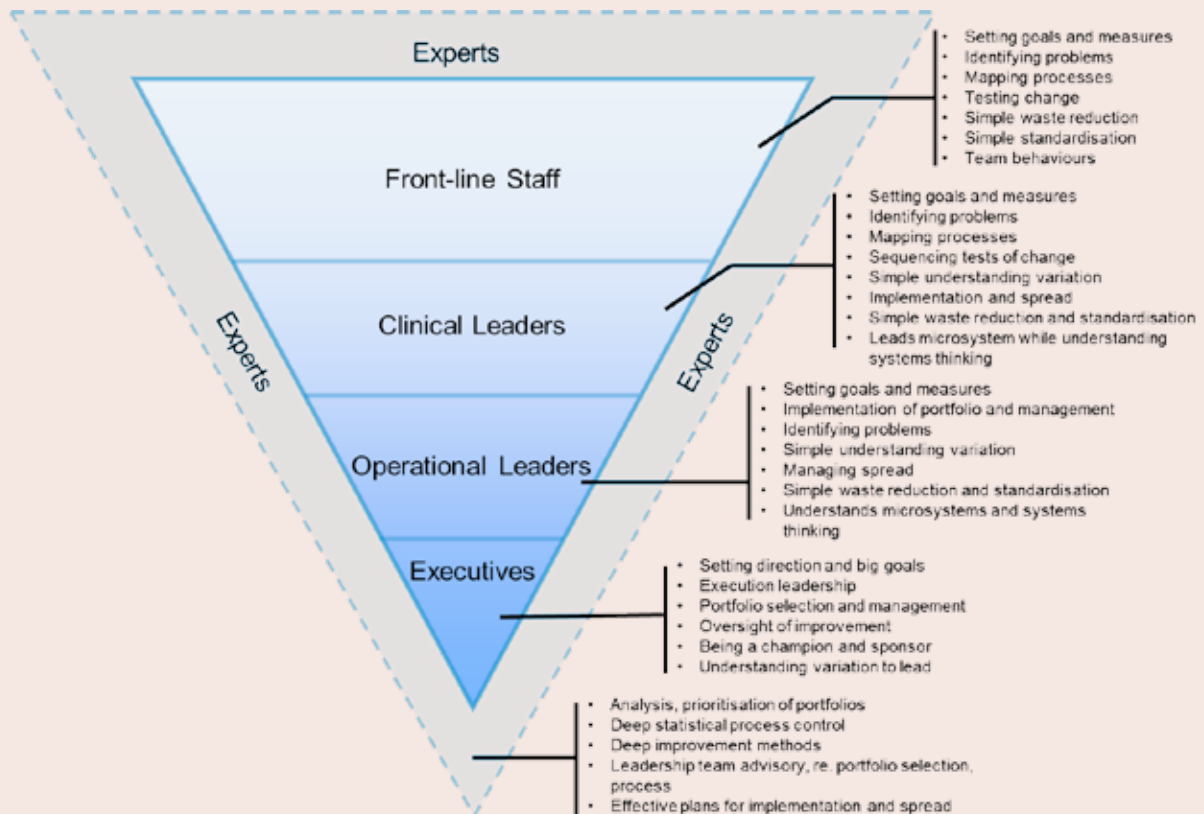 Experts
Front-line Staff
Clinical Leaders
Operational Leaders
Executives
Experts
Experts
• Setting goals and measures
• Identifying problems
• Mapping processes
• Testing change
• Simple waste reduction
• Simple standardisation
• Team behaviours
• Setting goals and measures
• Identifying problems
• Mapping processes
• Sequencing tests of change
• Simple understanding variation
• Implementation and spread
• Simple waste reduction and standardisation
• Leads microsystem while understanding
systems thinking
• Setting goals and measures
• Implementation of portfolio and management
• Identifying problems
• Simple understanding variation
• Managing spread
• Simple waste reduction and standardisation
• Understands microsystems and systems
thinking
• Setting direction and big goals
• Execution leadership
• Portfolio selection and management
• Oversight of improvement
• Being a champion and sponsor
• Understanding variation to lead
• Analysis, prioritisation of portfolios
• Deep statistical process control
• Deep improvement methods
• Leadership team advisory, re. portfolio selection,
process
• Effective plans for implementation and spread